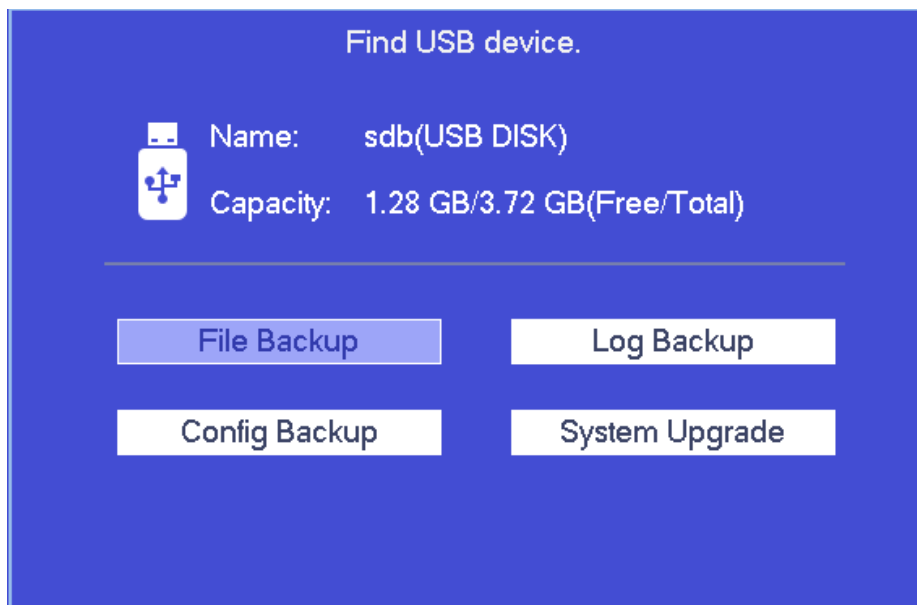 Find USB device.
Name: sdb(USB DISK)
Capacity: 1.28 GB/3.72 GB(Free/Total)
File Backup Log Backup
Config Backup System Upgrade